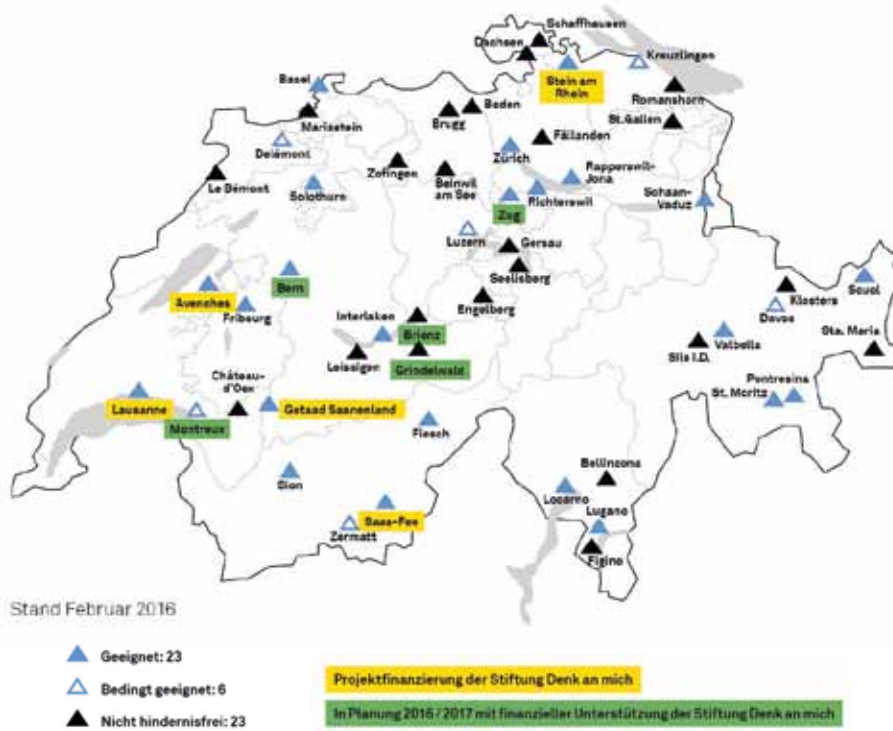 Schaffhausen
Dachsen
Kreuzlingen
Basel
Stein am
Rhein
Romanshorn
Mariastein
Brugg
Baden
St.Gallen
Delémont
Fällanden
Zürich
Zofingen
Le Bémont
Beinwil
am See
Rapperswil-
Jona
Solothurn
Richterswil
Schaan-
Vaduz
Zug
Luzern
Gersau
Seelisberg
Bern
Avenches
Engelberg
Klosters
Scuol
Fribourg
Interlaken
Davos
Brienz
Sta. Maria
Leissigen
Grindelwald
Sils i.D.
Valbella
Château-
d'Oex
Pontresina
St. Moritz
Lausanne
Gstaad Saanenland
Montreux
Fiesch
Bellinzona
Sion
Locarno
Saas-Fee
Lugano
Zermatt
Figino
Stand Februar 2016
Geeignet: 23
Bedingt geeignet: 6
Nicht hindernisfrei: 23
Projektfinanzierung der Stiftung Denk an mich
In Planung 2016 / 2017 mit finanzieller Unterstützung der Stiftung Denk an mich